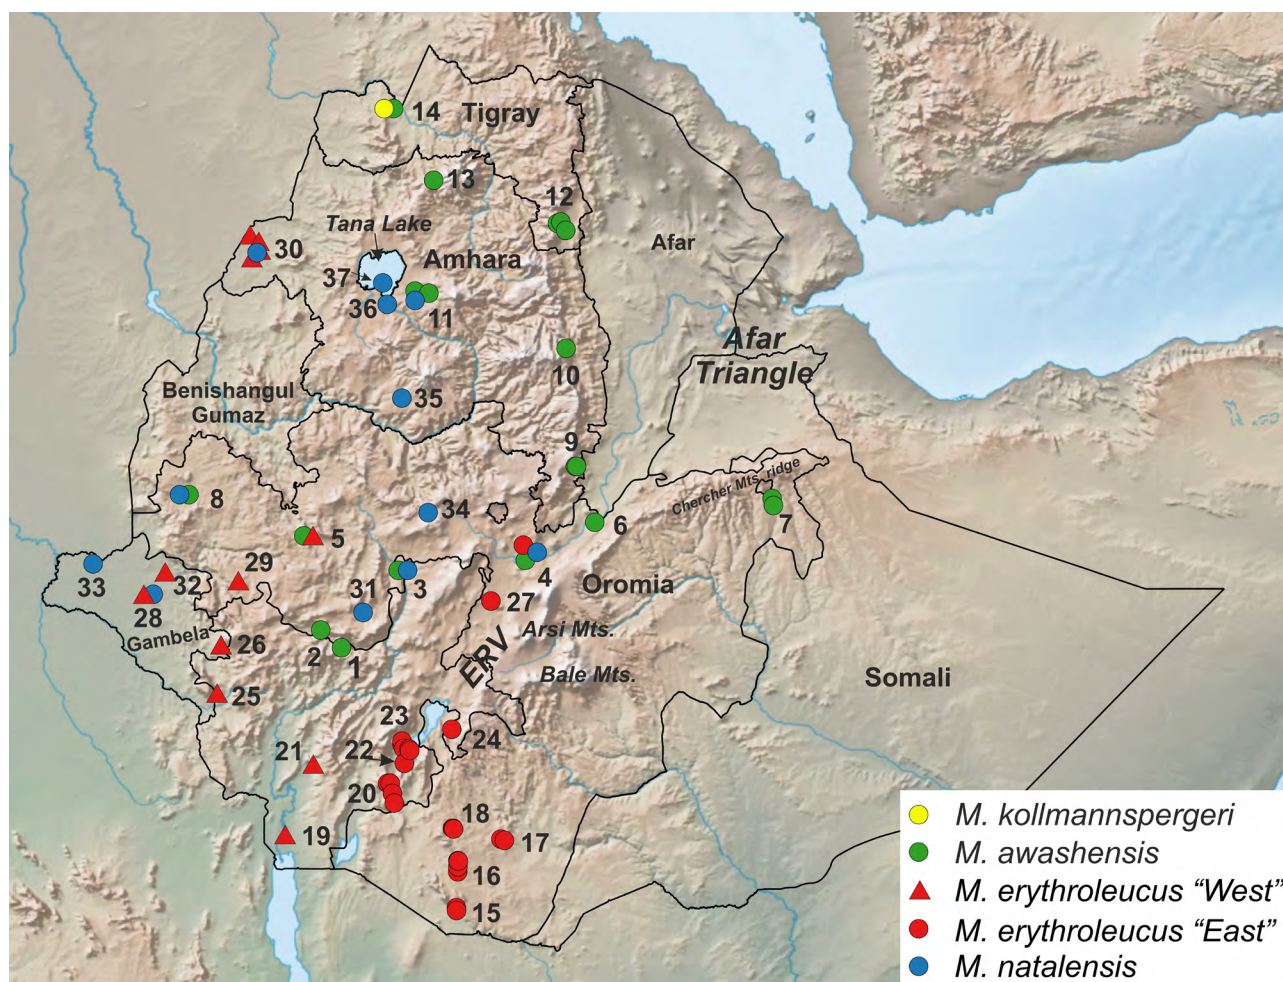 14
Tigray
13
12
Tana Lake
Afar
30
Amhara
37
36
11
Afar
Triangle
10
Benishangul
Gumaz
35
9
Chercher Mts. ridge
8
34
6
7
5
4
29
33
32
31
3
Oromia
28
27
Gambela
Arsi Mts.
26
2
1
ERV
Bale Mts.
Somali
25
23
24
21
22
20
18
19
17
16
15
M. kollmannspergeri
M. awashensis
M. erythroleucus “West”
M. erythroleucus “East”
M. natalensis